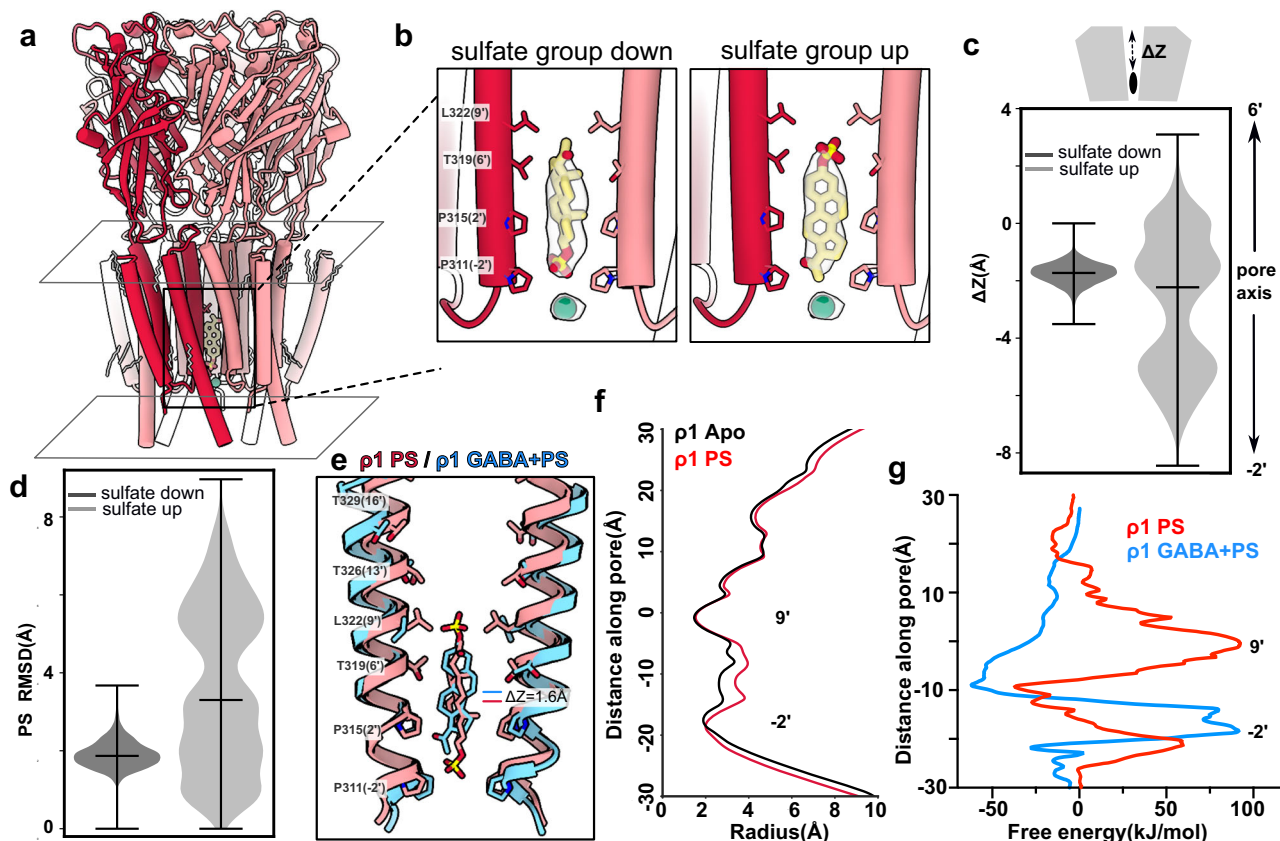 a
b
sulfate group down
sulfate group up
L322(9')
T319(6')
P315(2')
P311(-2')
c
ΔZ
4
0
-4
-8
ΔZ(Å)
sulfate down
sulfate up
6'
pore
axis
-2'
d
8
4
0
PS RMSD(Å)
sulfate down
sulfate up
e
ρ1 PS / ρ1 GABA+PS
T329(16')
T326(13')
L322(9')
T319(6')
ΔZ=1.6Å
P315(2')
P311(-2')
f
ρ1 Apo
ρ1 PS
30
20
10
0
-10
-20
-30
Distance along pore(Å)
9'
-2'
0 2 4 6 8 10
Radius(Å)
g
ρ1 PS
ρ1 GABA+PS
30
10
-10
-30
Distance along pore(Å)
9'
-2'
-50 0 50 100
Free energy(kJ/mol)